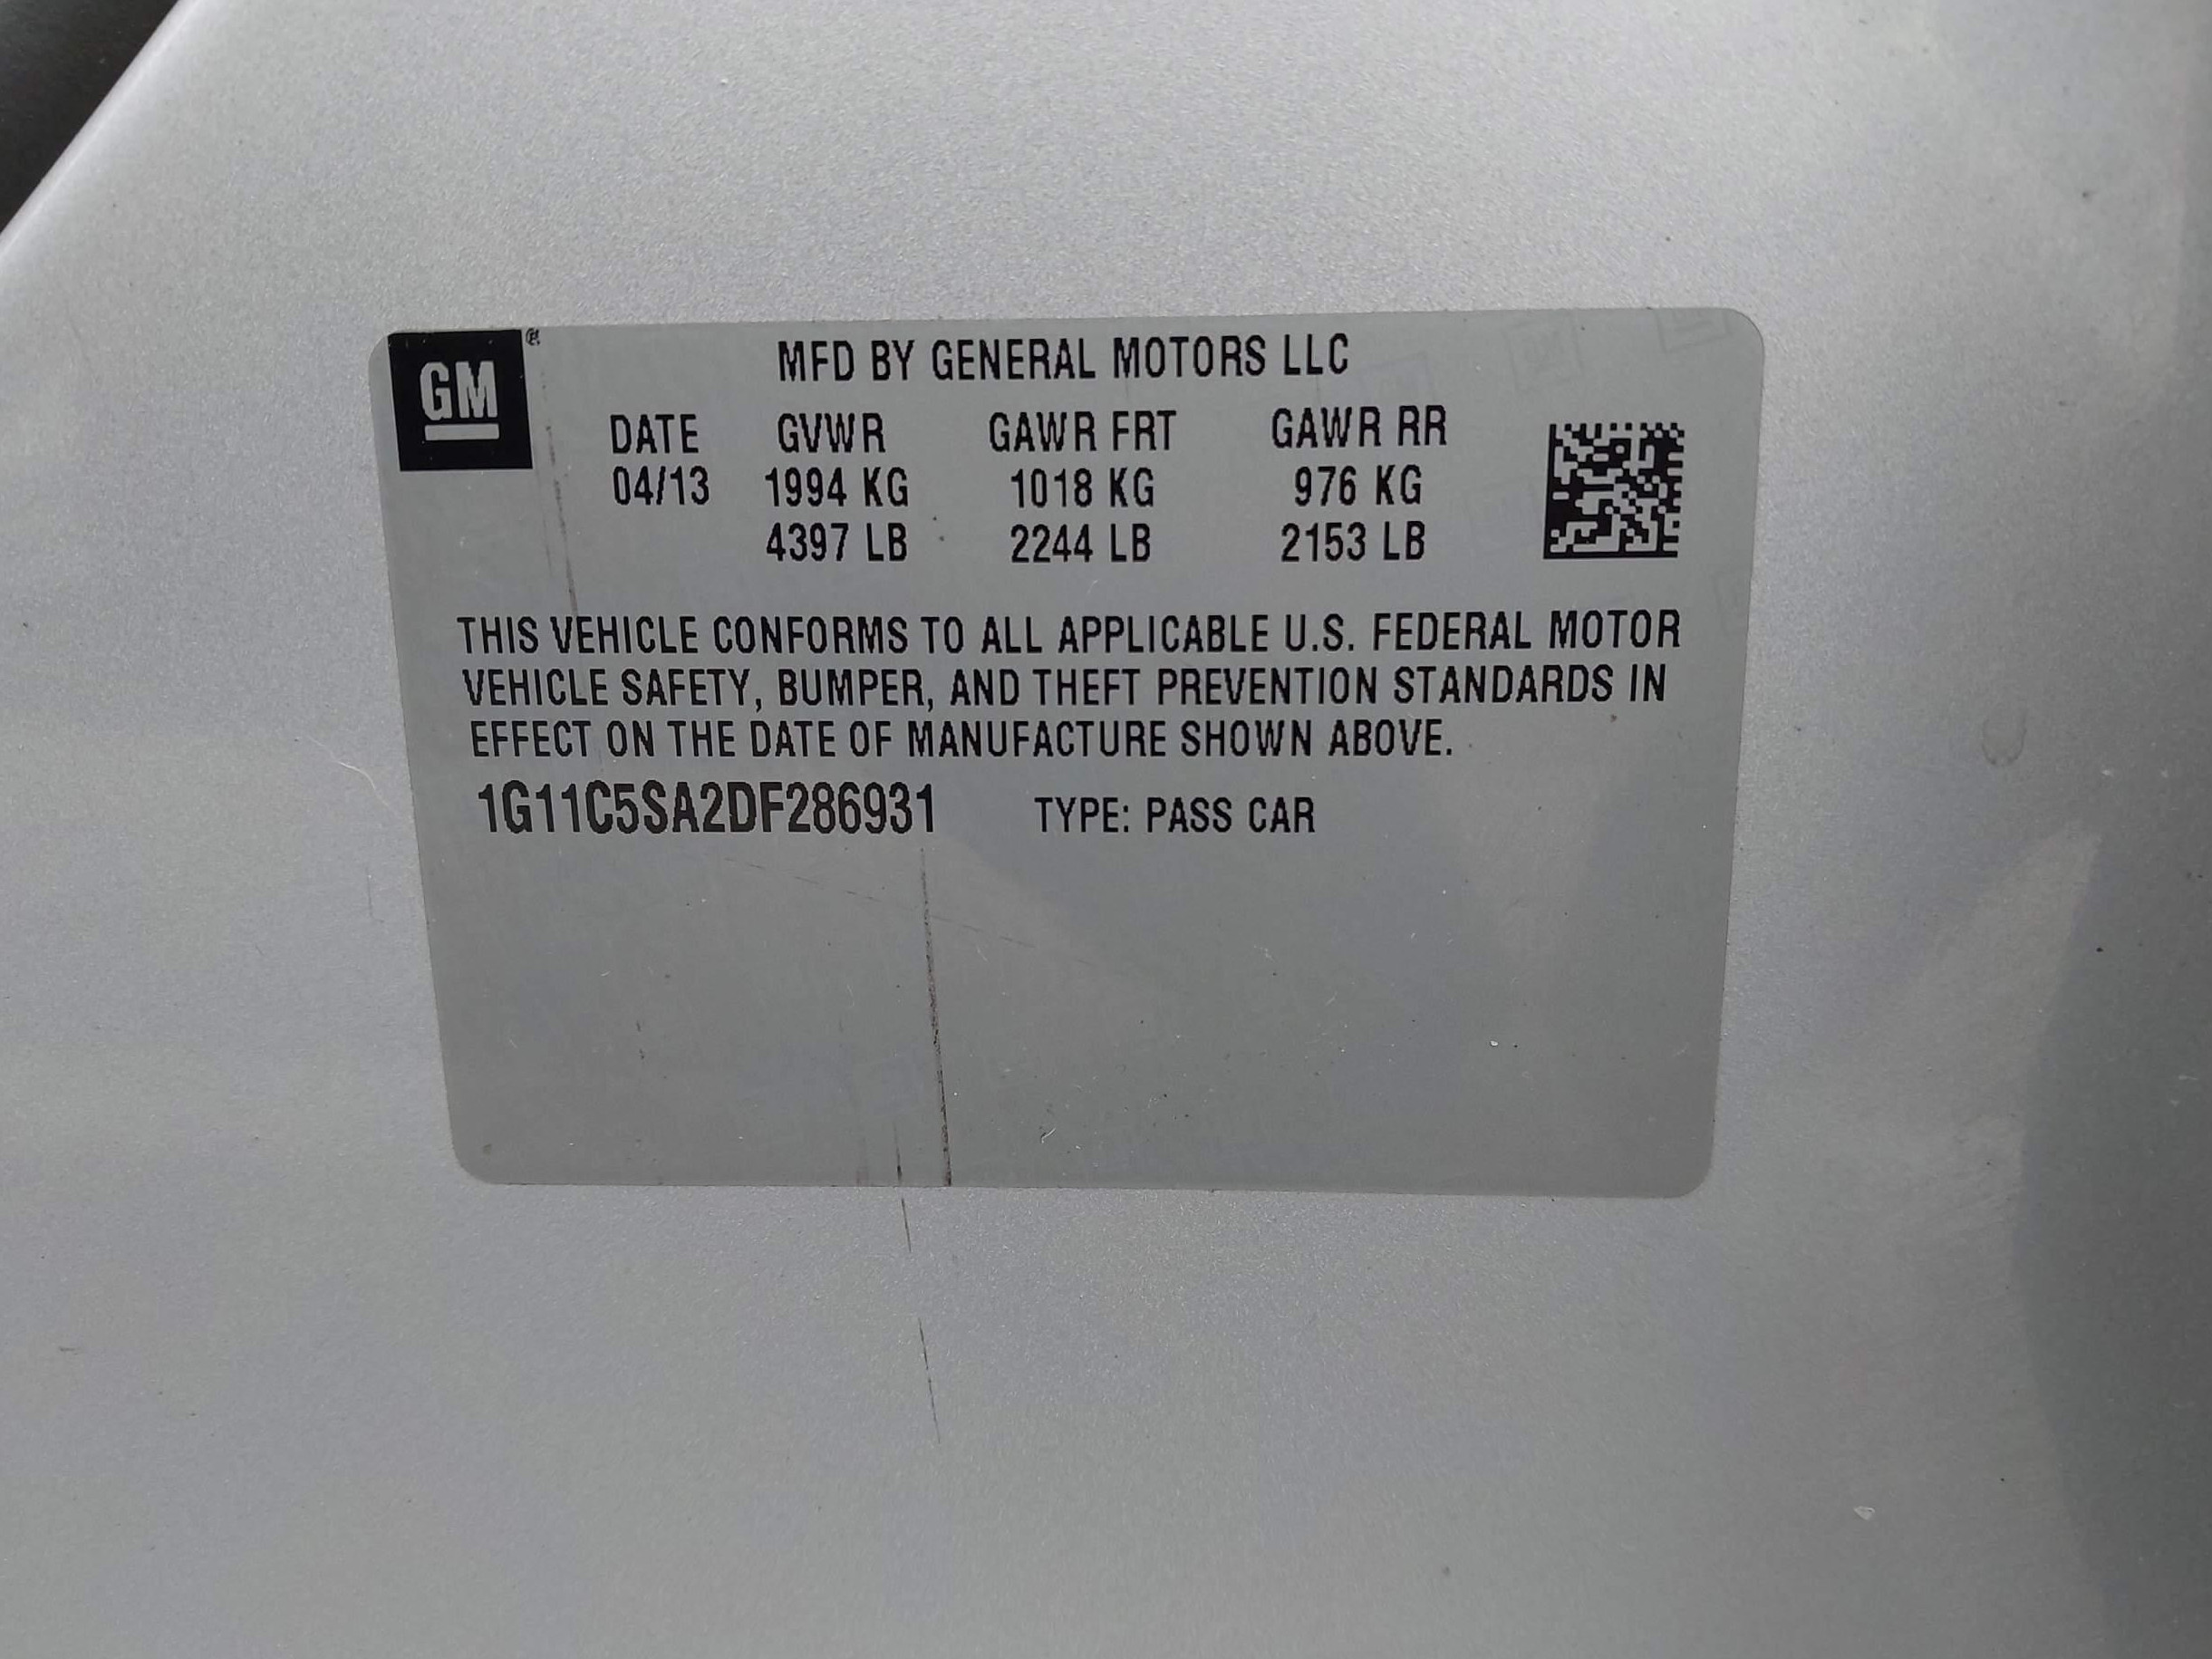 GM®
MFD BY GENERAL MOTORS LLC
DATE GVWR GAWR FRT GAWR RR
04/13 1994 KG 1018 KG 976 KG
4397 LB 2244 LB 2153 LB
THIS VEHICLE CONFORMS TO ALL APPLICABLE U.S. FEDERAL MOTOR
VEHICLE SAFETY, BUMPER, AND THEFT PREVENTION STANDARDS IN
EFFECT ON THE DATE OF MANUFACTURE SHOWN ABOVE.
1G11C5SA2DF286931 TYPE: PASS CAR